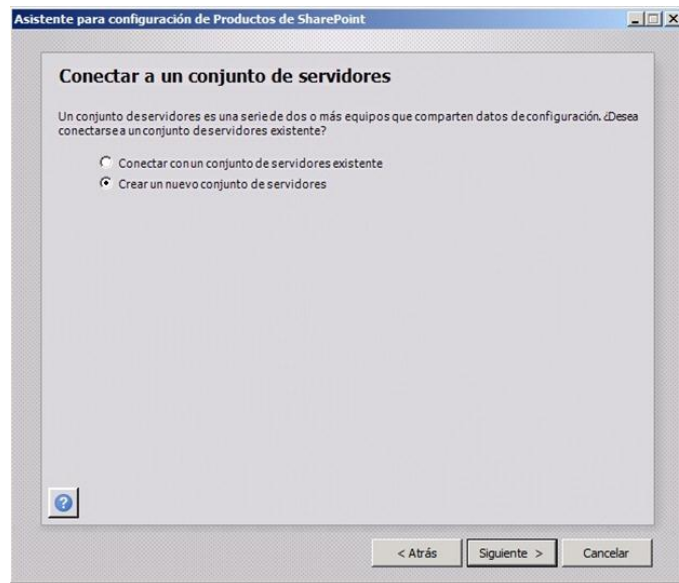 Asistente para configuración de Productos de SharePoint
Conectar a un conjunto de servidores
Un conjunto de servidores es una serie de dos o más equipos que comparten datos de configuración. ¿Desea
conectarse a un conjunto de servidores existente?
Conectar con un conjunto de servidores existente
Crear un nuevo conjunto de servidores
< Atrás
Siguiente >
Cancelar